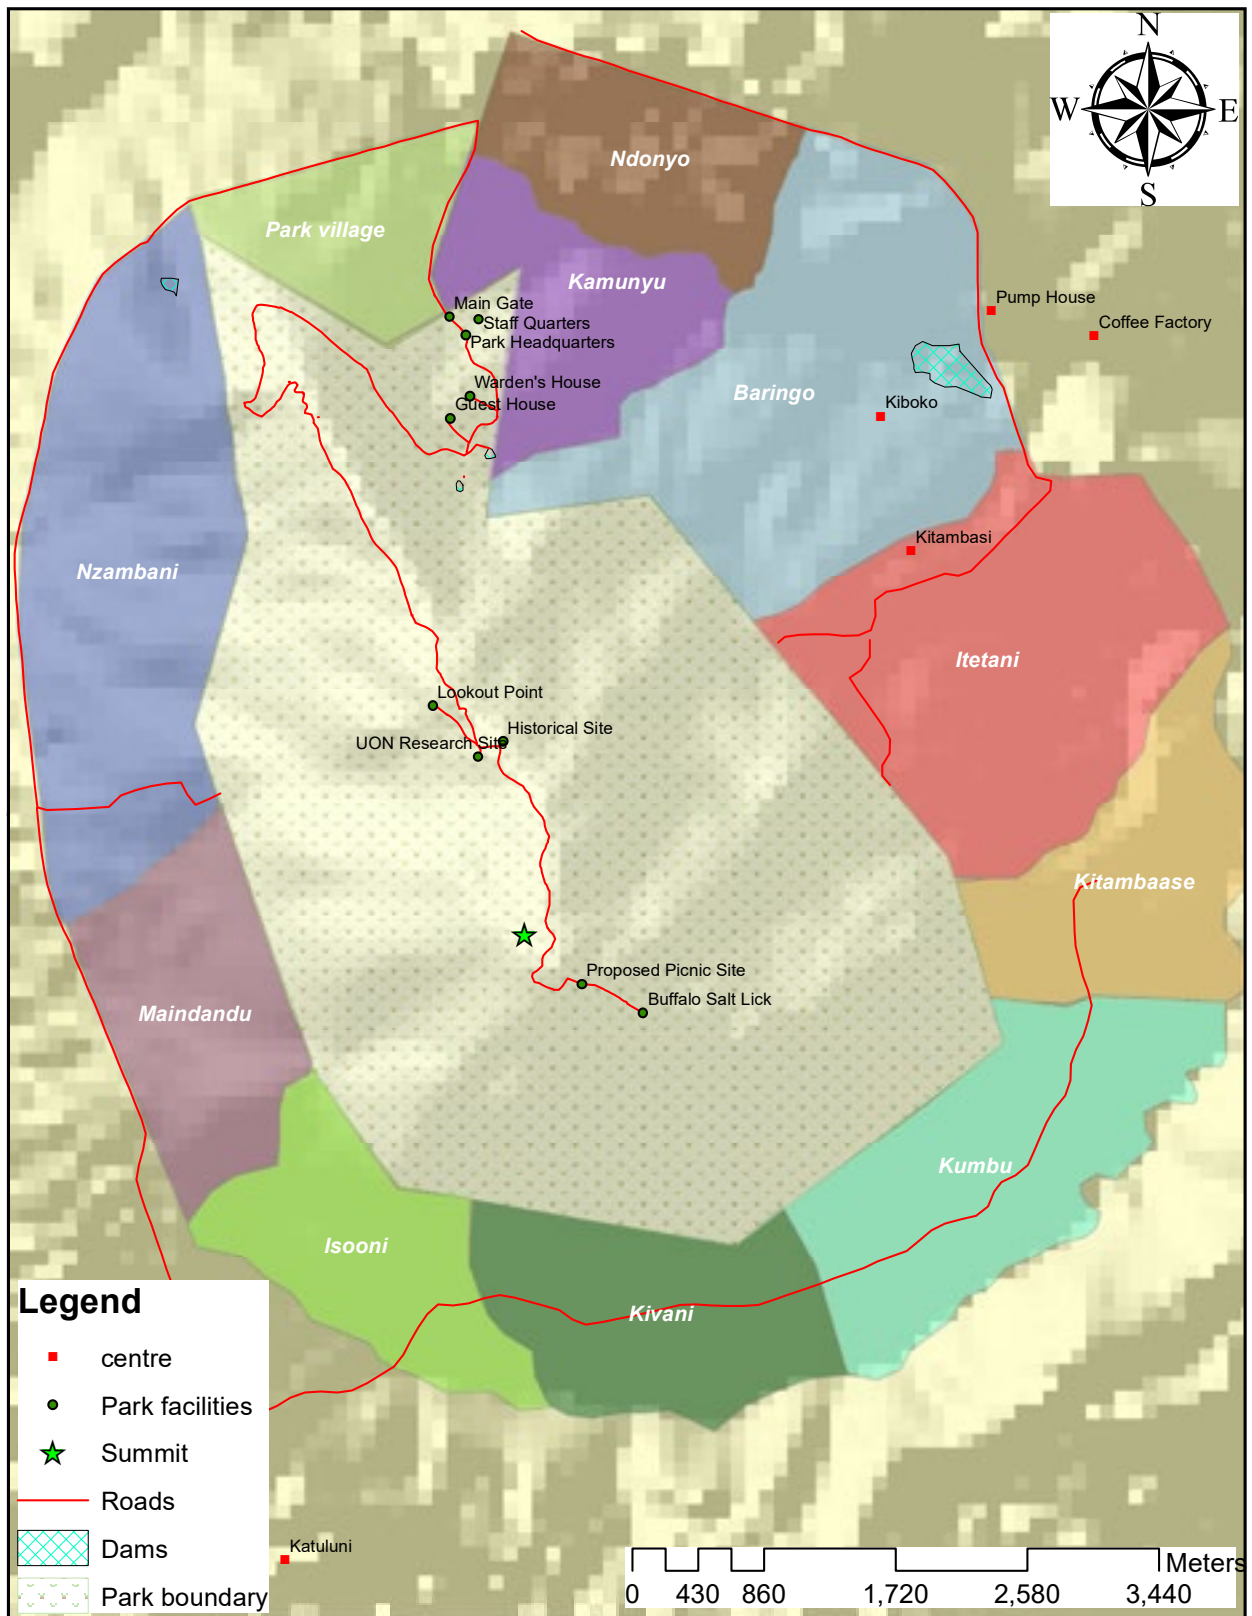 N
W
E
S
Ndonyo
Park village
Kamunyu
Main Gate
Staff Quarters
Park Headquarters
Pump House
Coffee Factory
Warden's House
Guest House
Baringo
Kiboko
Kitambasi
Nzambani
Itetani
Lookout Point
Historical Site
UON Research Site
Kitambaase
Proposed Picnic Site
Buffalo Salt Lick
Maindandu
Kumbu
Isooni
Kivani
Legend
centre
Park facilities
Summit
Roads
Dams
Park boundary
Katuluni
Meters
0 430 860 1,720 2,580 3,440